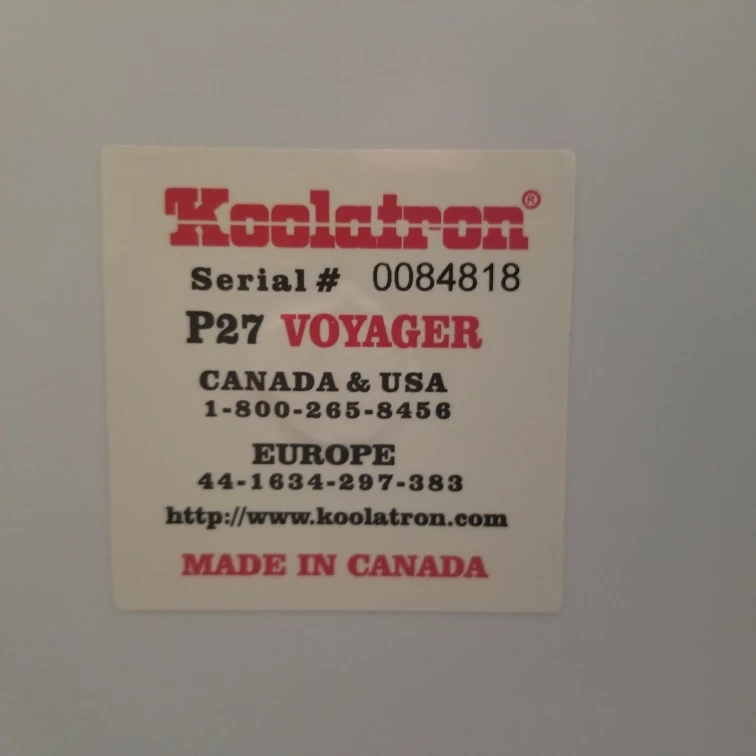 Koolatron®
Serial # 0084818
P27 VOYAGER
CANADA & USA
1-800-265-8456
EUROPE
44-1634-297-383
http://www.koolatron.com
MADE IN CANADA